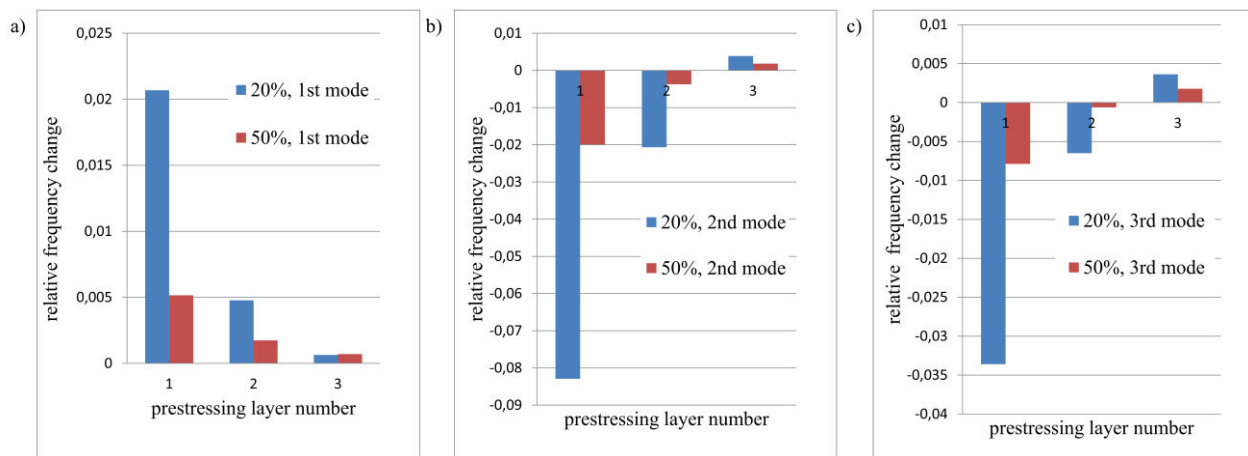 a)
0,025
0,02
0,015
0,01
0,005
0
relative frequency change
20%, 1st mode
50%, 1st mode
1 2 3
prestressing layer number
b)
0,01
0
-0,01
-0,02
-0,03
-0,04
-0,05
-0,06
-0,07
-0,08
-0,09
relative frequency change
1 2 3
20%, 2nd mode
50%, 2nd mode
prestressing layer number
c)
0,01
0,005
0
-0,005
-0,01
-0,015
-0,02
-0,025
-0,03
-0,035
-0,04
relative frequency change
1 2 3
20%, 3rd mode
50%, 3rd mode
prestressing layer number